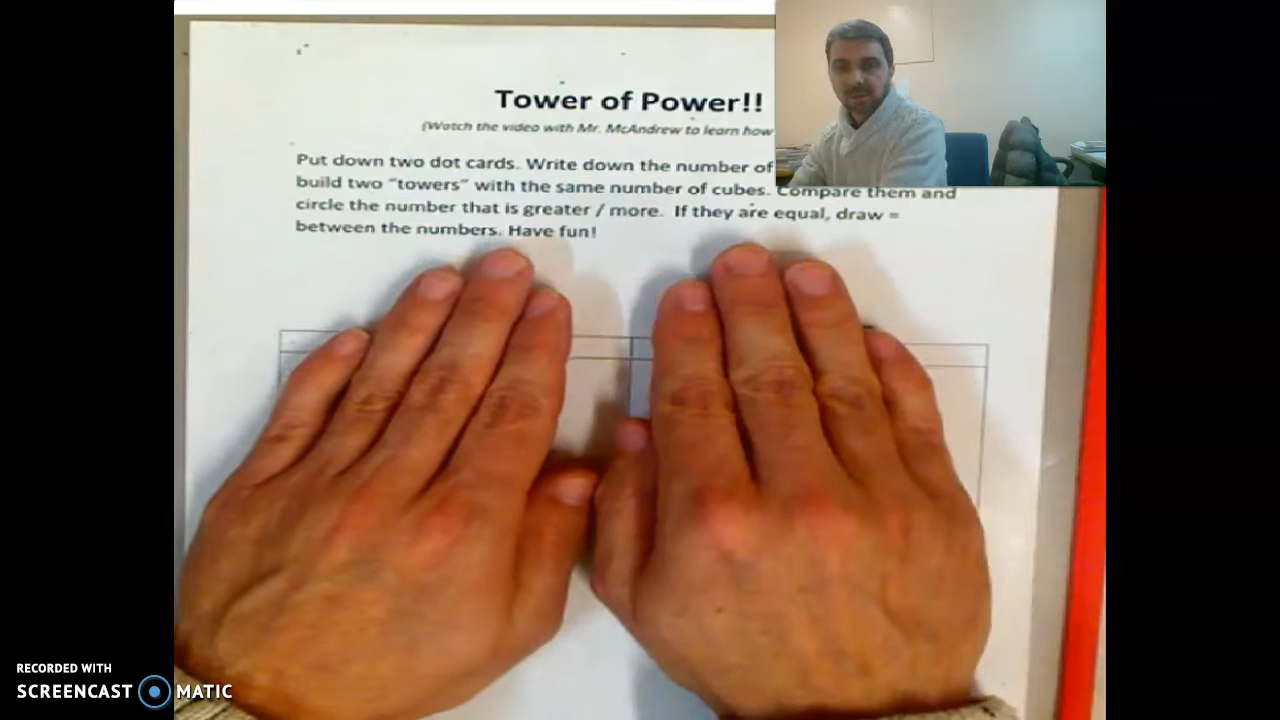 Tower of Power!!
(Watch the video with Mr. McAndrew to learn how
Put down two dot cards. Write down the number of
build two "towers" with the same number of cubes. Compare them and
circle the number that is greater / more. If they are equal, draw =
between the numbers. Have fun!
RECORDED WITH
SCREENCAST MATIC